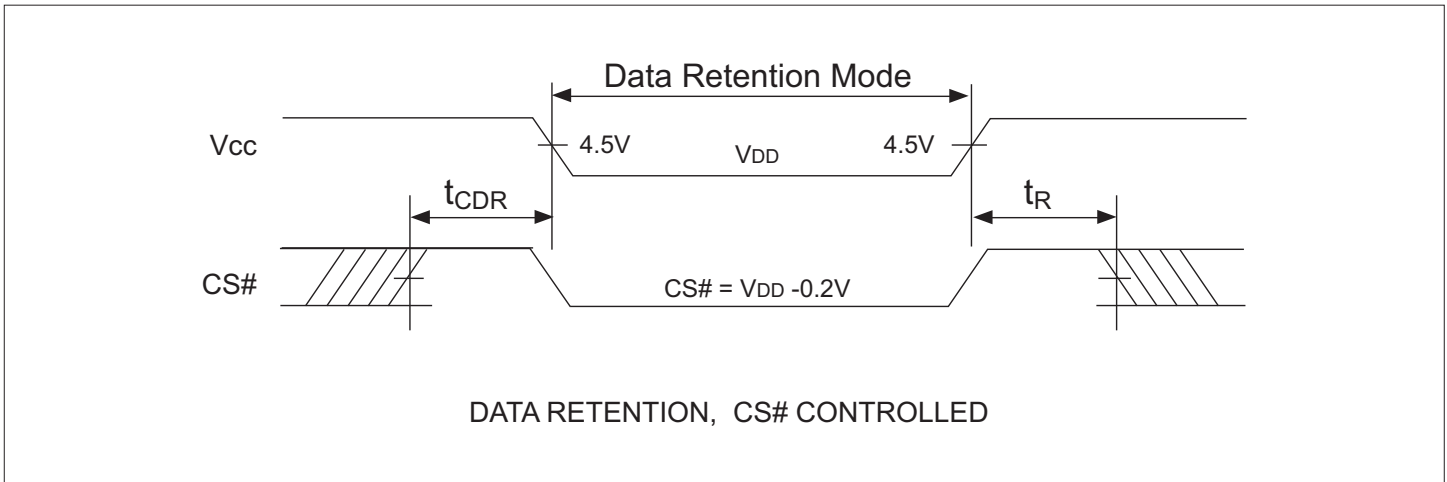 Data Retention Mode
Vcc 4.5V VDD 4.5V
tCDR tR
CS# CS# = VDD -0.2V
DATA RETENTION, CS# CONTROLLED